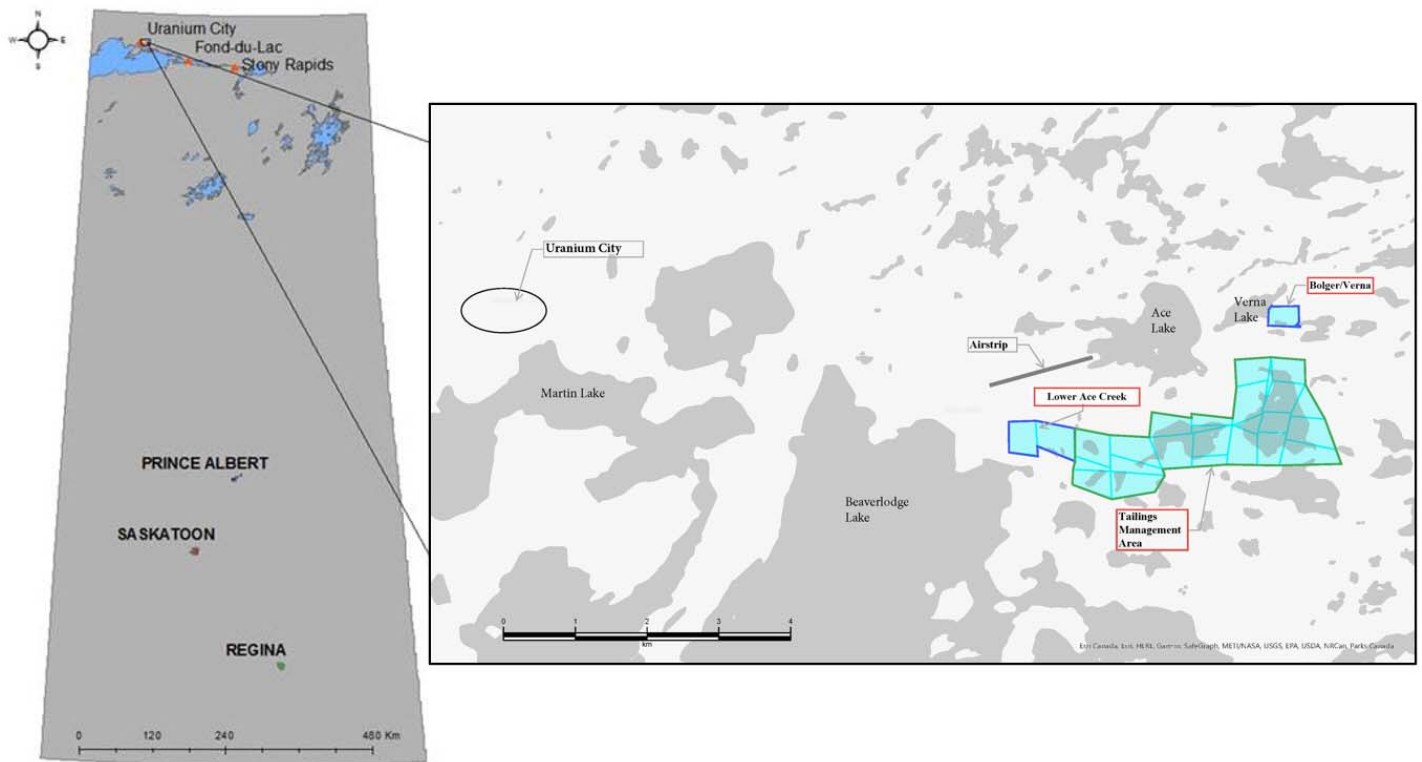 N
W
E
S
Uranium City
Fond-du-Lac
Stony Rapids
PRINCE ALBERT
SASKATOON
REGINA
0 120 240 480 Km
Uranium City
Bolger/Verna
Verna
Lake
Ace
Lake
Airstrip
Martin Lake
Lower Ace Creek
Beaverlodge
Lake
Tailings
Management
Area
0 1 2 3 4
km
Esri Canada, Esri, HERE, Garmin, SafeGraph, METI/NASA, USGS, EPA, USDA, NRCan, Parks Canada